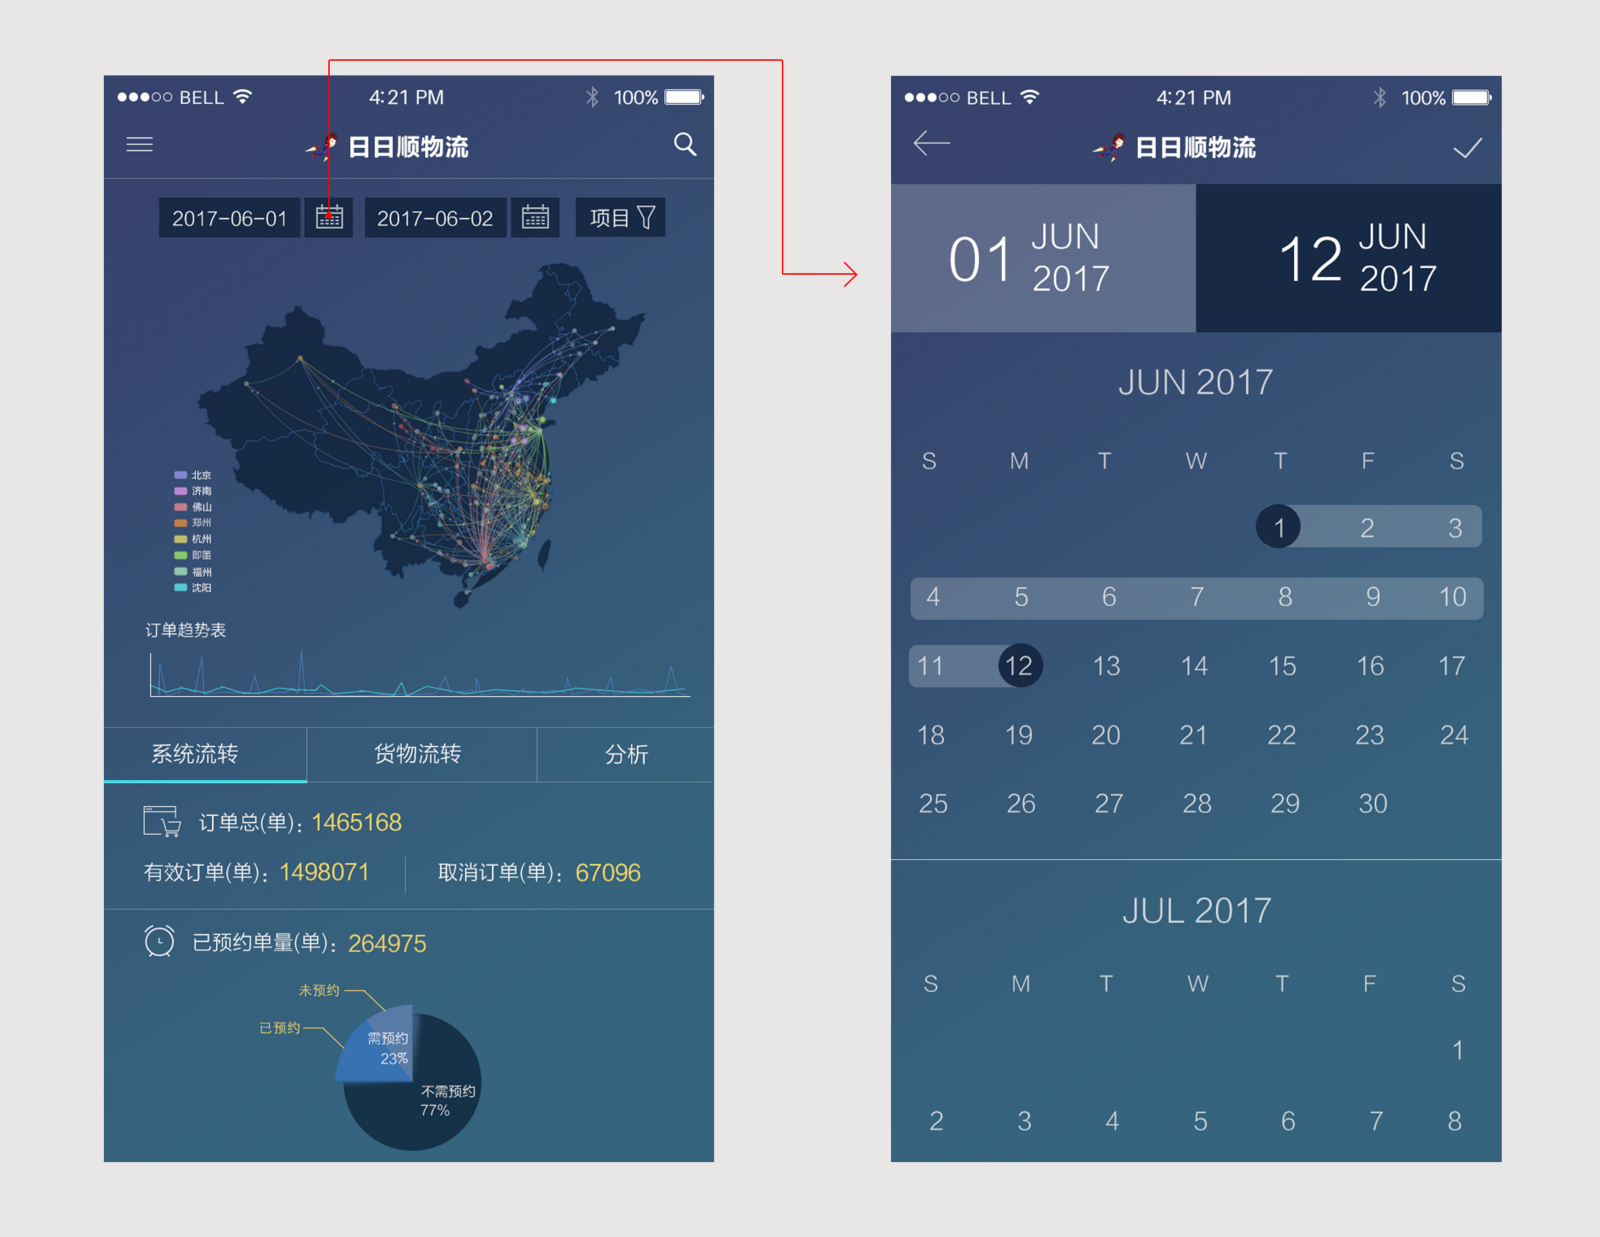 BELL 4:21 PM 100%
日日顺物流
2017-06-01 2017-06-02 项目
北京
济南
佛山
郑州
杭州
即墨
福州
沈阳
订单趋势表
系统流转 货物流转 分析
订单总(单)：1465168
有效订单(单)：1498071 取消订单(单)：67096
已预约单量(单)：264975
未预约
已预约
需预约
23%
不需预约
77%
BELL 4:21 PM 100%
日日顺物流
01 JUN 2017 12 JUN 2017
JUN 2017
S M T W T F S
1 2 3
4 5 6 7 8 9 10
11 12 13 14 15 16 17
18 19 20 21 22 23 24
25 26 27 28 29 30
JUL 2017
S M T W T F S
1
2 3 4 5 6 7 8